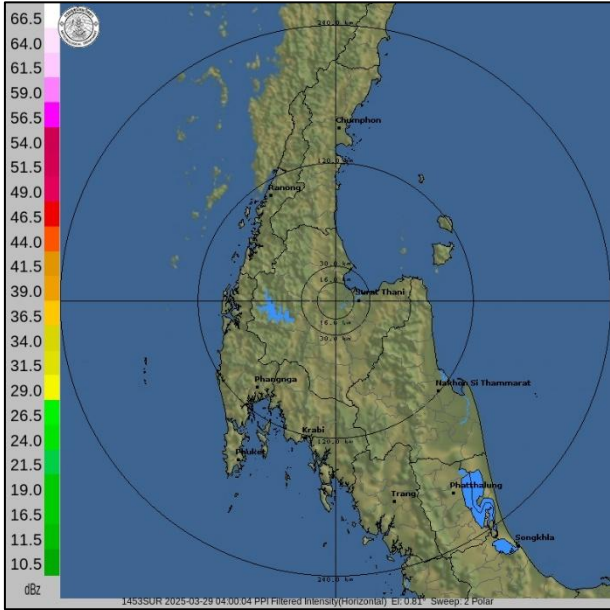 66.5
64.0
61.5
59.0
56.5
54.0
51.5
49.0
46.5
44.0
41.5
39.0
36.5
34.0
31.5
29.0
26.5
24.0
21.5
19.0
16.5
14.0
11.5
10.5
dBz
240.0 km
Chumphon
120.0 km
Ranong
30.0 km
Surat Thani
30.0 km
Phangnga
Nakhon Si Thammarat
Krabi
120.0 km
Phuket
Phatthalung
Trang
Songkhla
240.0 km
1453SUR 2025-03-29 04:00:04 PPI Filtered Intensity(Horizontal) El: 0.81° Sweep: 2 Polar